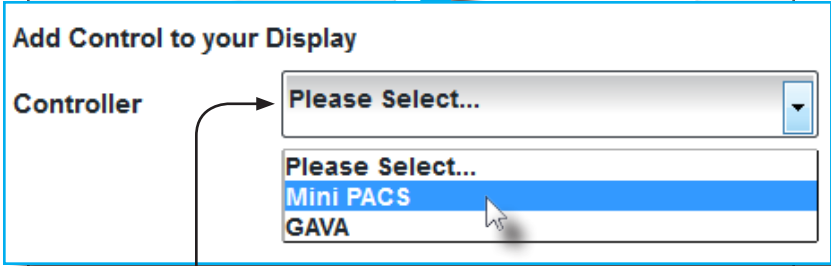 Add Control to your Display
Controller
Please Select...
Please Select...
Mini PACS
GAVA